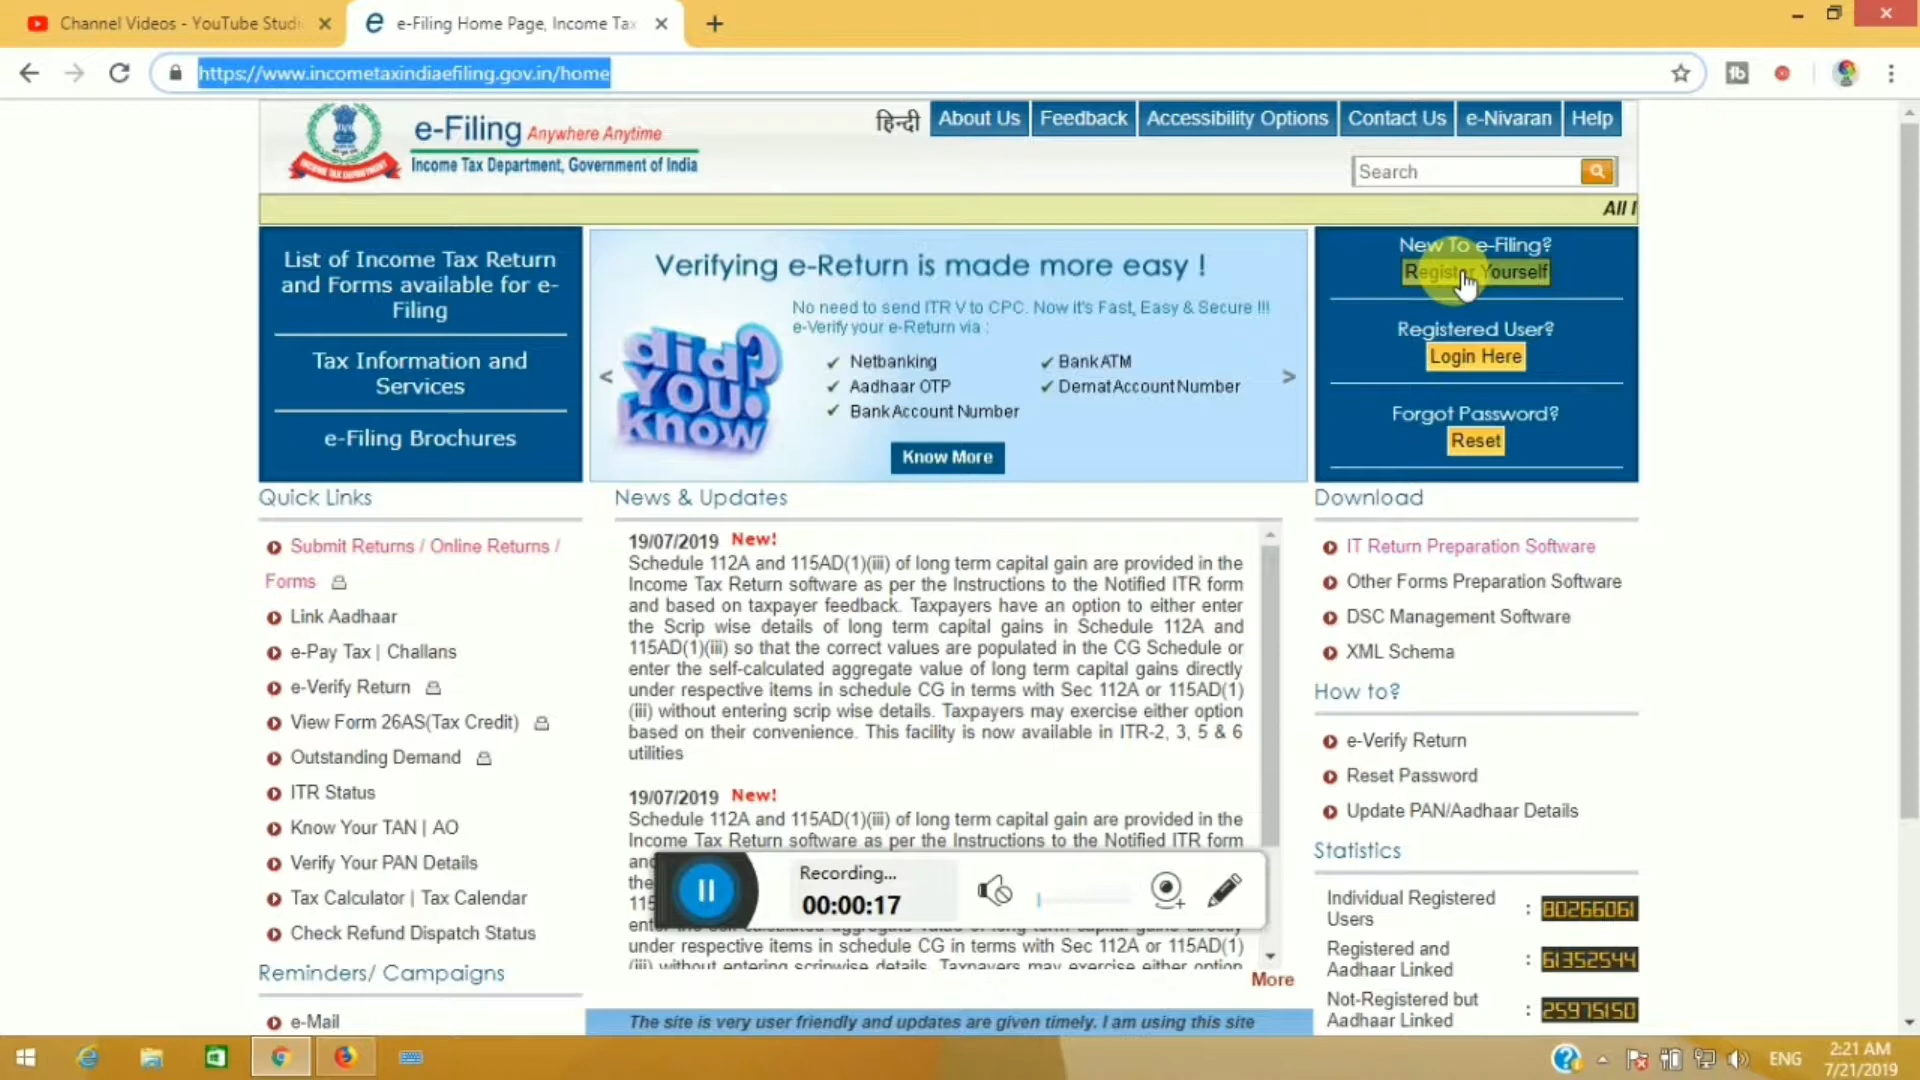 Channel Videos - YouTube Studi
e-Filing Home Page, Income Tax
https://www.incometaxindiaefiling.gov.in/home
e-Filing Anywhere Anytime
Income Tax Department, Government of India
INCOME TAX DEPARTMENT
हिन्दी
About Us
Feedback
Accessibility Options
Contact Us
e-Nivaran
Help
Search
All I
List of Income Tax Return
and Forms available for e-
Filing
Tax Information and
Services
e-Filing Brochures
Verifying e-Return is made more easy !
No need to send ITR V to CPC. Now it's Fast, Easy & Secure !!!
e-Verify your e-Return via :
did?
YOU
know
✓ Netbanking
✓ Bank ATM
✓ Aadhaar OTP
✓ Demat Account Number
✓ Bank Account Number
<
>
Know More
New To e-Filing?
Register Yourself
Registered User?
Login Here
Forgot Password?
Reset
Quick Links
Submit Returns / Online Returns /
Forms
Link Aadhaar
e-Pay Tax | Challans
e-Verify Return
View Form 26AS(Tax Credit)
Outstanding Demand
ITR Status
Know Your TAN | AO
Verify Your PAN Details
Tax Calculator | Tax Calendar
Check Refund Dispatch Status
Reminders/ Campaigns
e-Mail
News & Updates
19/07/2019 New!
Schedule 112A and 115AD(1)(iii) of long term capital gain are provided in the
Income Tax Return software as per the Instructions to the Notified ITR form
and based on taxpayer feedback. Taxpayers have an option to either enter
the Scrip wise details of long term capital gains in Schedule 112A and
115AD(1)(iii) so that the correct values are populated in the CG Schedule or
enter the self-calculated aggregate value of long term capital gains directly
under respective items in schedule CG in terms with Sec 112A or 115AD(1)
(iii) without entering scrip wise details. Taxpayers may exercise either option
based on their convenience. This facility is now available in ITR-2, 3, 5 & 6
utilities
19/07/2019 New!
Schedule 112A and 115AD(1)(iii) of long term capital gain are provided in the
Income Tax Return software as per the Instructions to the Notified ITR form
and
the
115
under respective items in schedule CG in terms with Sec 112A or 115AD(1)
(iii) without entering scripwise details. Taxpayers may exercise either option
More
The site is very user friendly and updates are given timely. I am using this site
Recording...
00:00:17
Download
IT Return Preparation Software
Other Forms Preparation Software
DSC Management Software
XML Schema
How to?
e-Verify Return
Reset Password
Update PAN/Aadhaar Details
Statistics
Individual Registered
Users : 80266061
Registered and
Aadhaar Linked : 61352544
Not-Registered but
Aadhaar Linked : 25975150
ENG
2:21 AM
7/21/2019